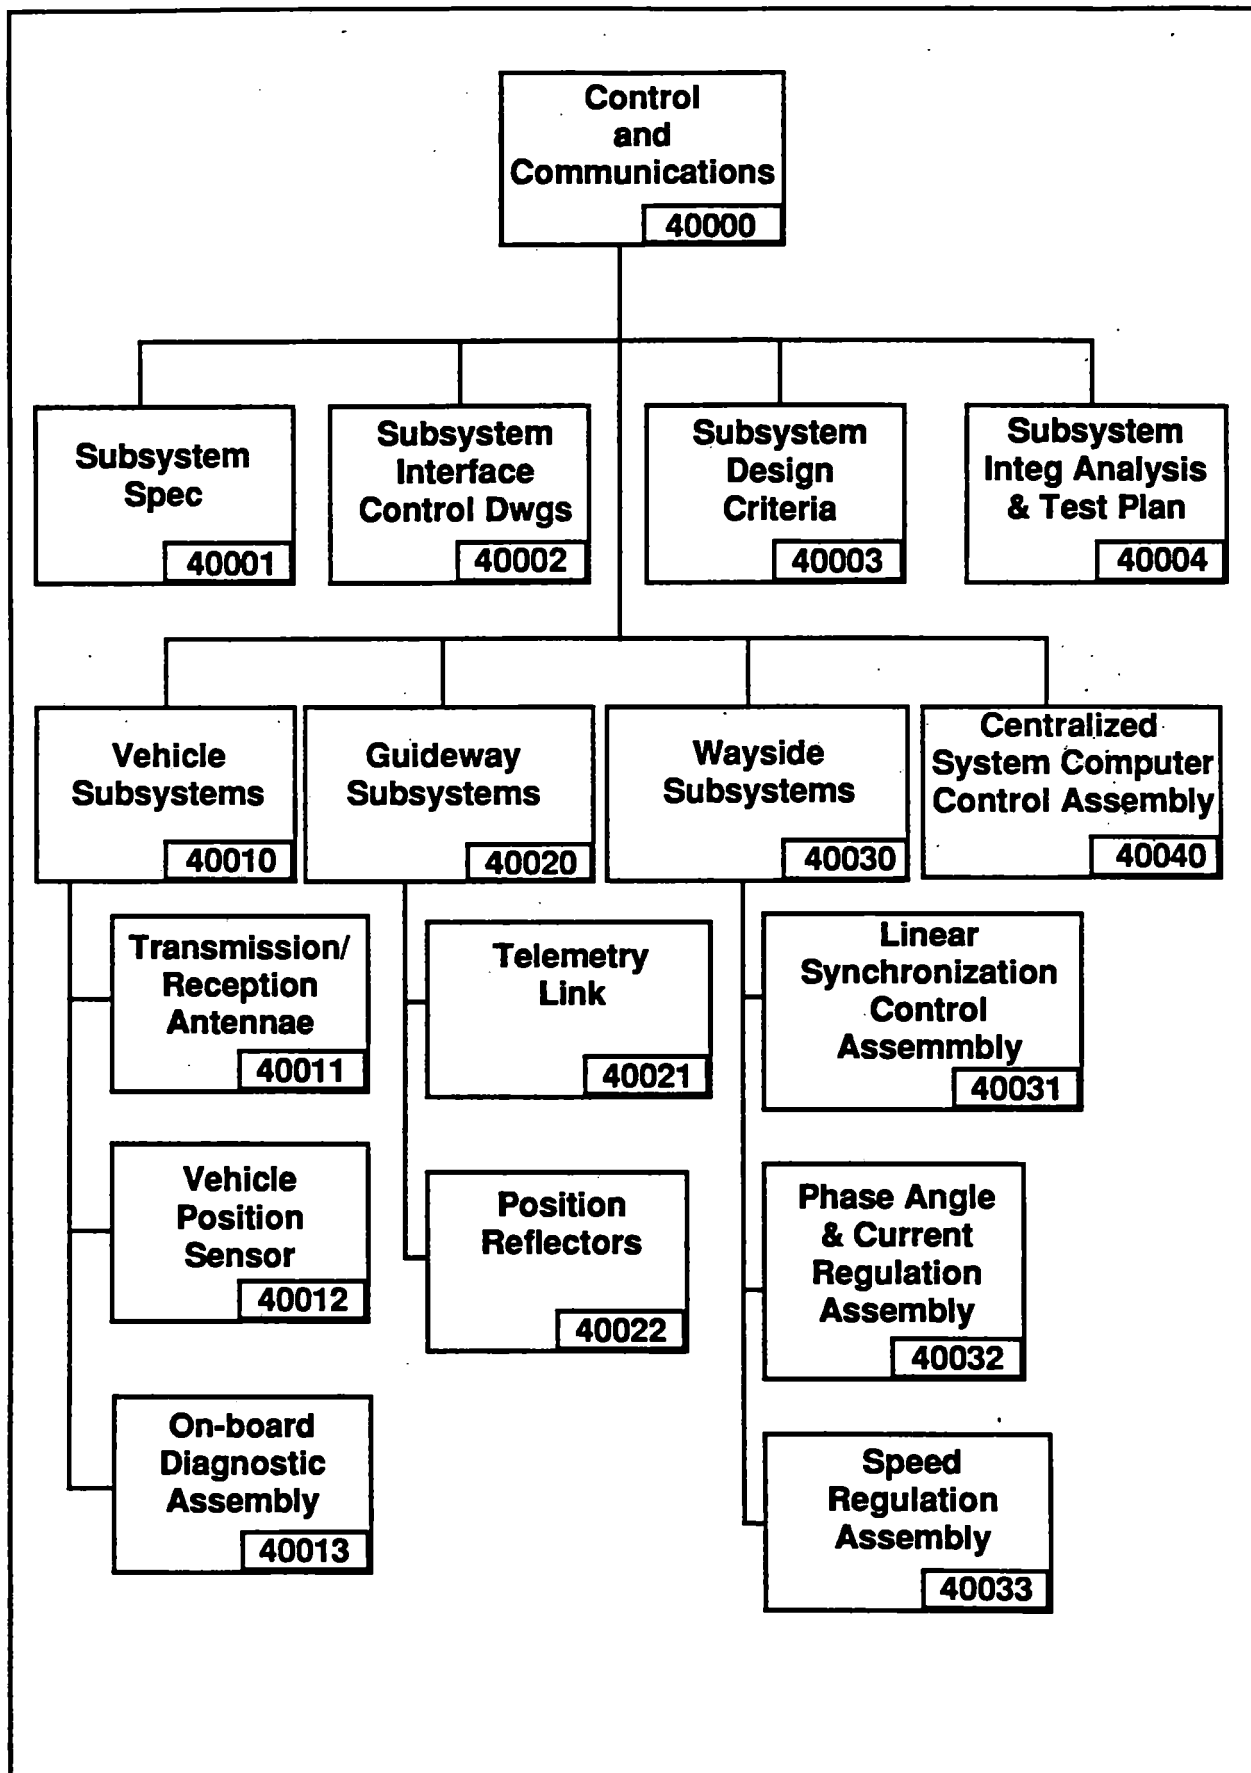 Control
and
Communications
40000
Subsystem
Spec
40001
Subsystem
Interface
Control Dwgs
40002
Subsystem
Design
Criteria
40003
Subsystem
Integ Analysis
& Test Plan
40004
Vehicle
Subsystems
40010
Guideway
Subsystems
40020
Wayside
Subsystems
40030
Centralized
System Computer
Control Assembly
40040
Transmission/
Reception
Antennae
40011
Vehicle
Position
Sensor
40012
On-board
Diagnostic
Assembly
40013
Telemetry
Link
40021
Position
Reflectors
40022
Linear
Synchronization
Control
Assemmbly
40031
Phase Angle
& Current
Regulation
Assembly
40032
Speed
Regulation
Assembly
40033